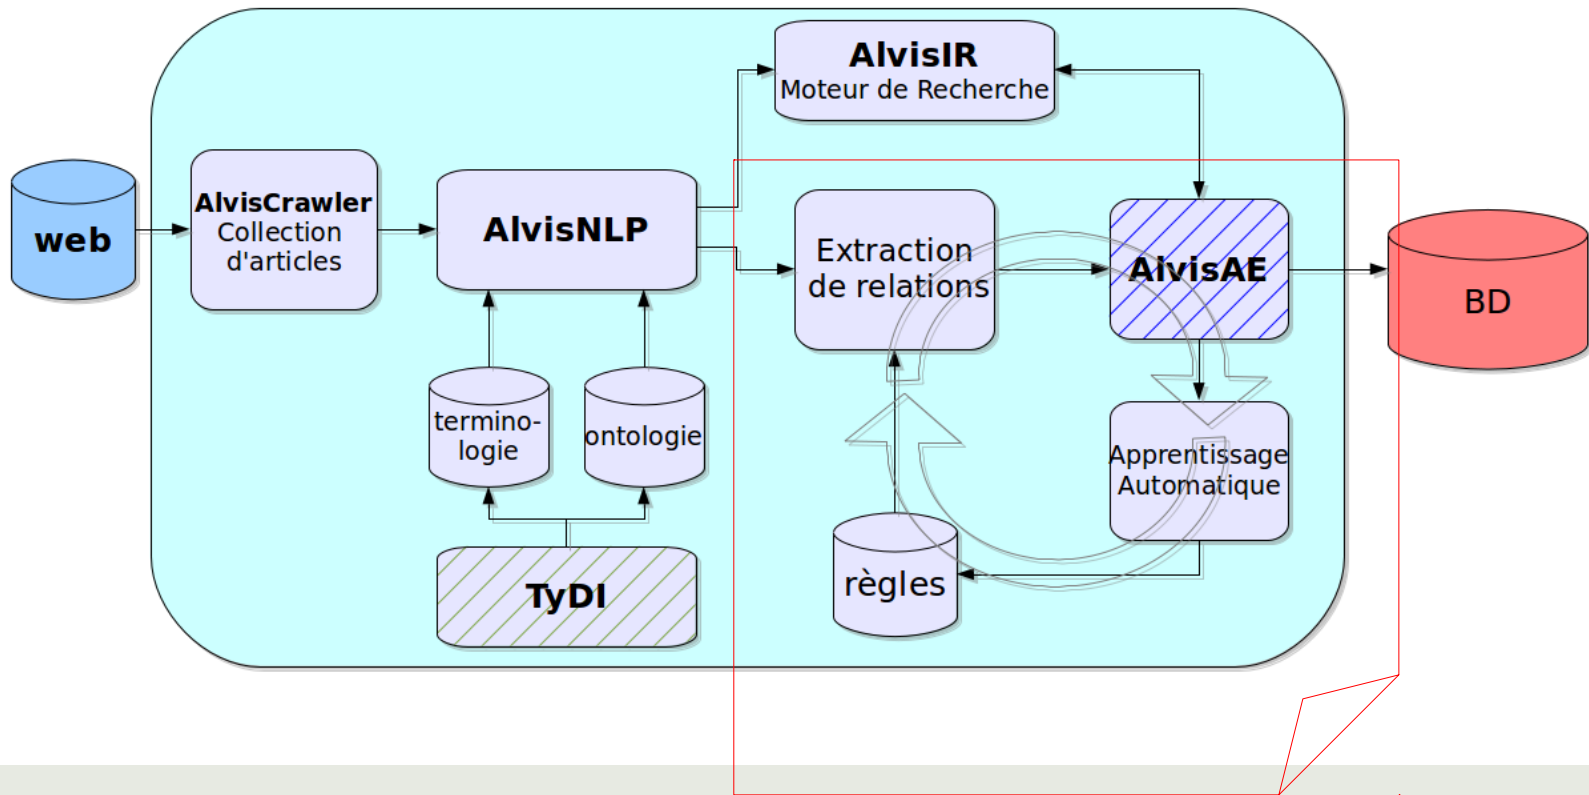 AlvisIR
Moteur de Recherche
web
AlvisCrawler
Collection
d'articles
AlvisNLP
Extraction
de relations
AlvisAE
BD
termino-
logie
ontologie
Apprentissage
Automatique
TyDI
règles